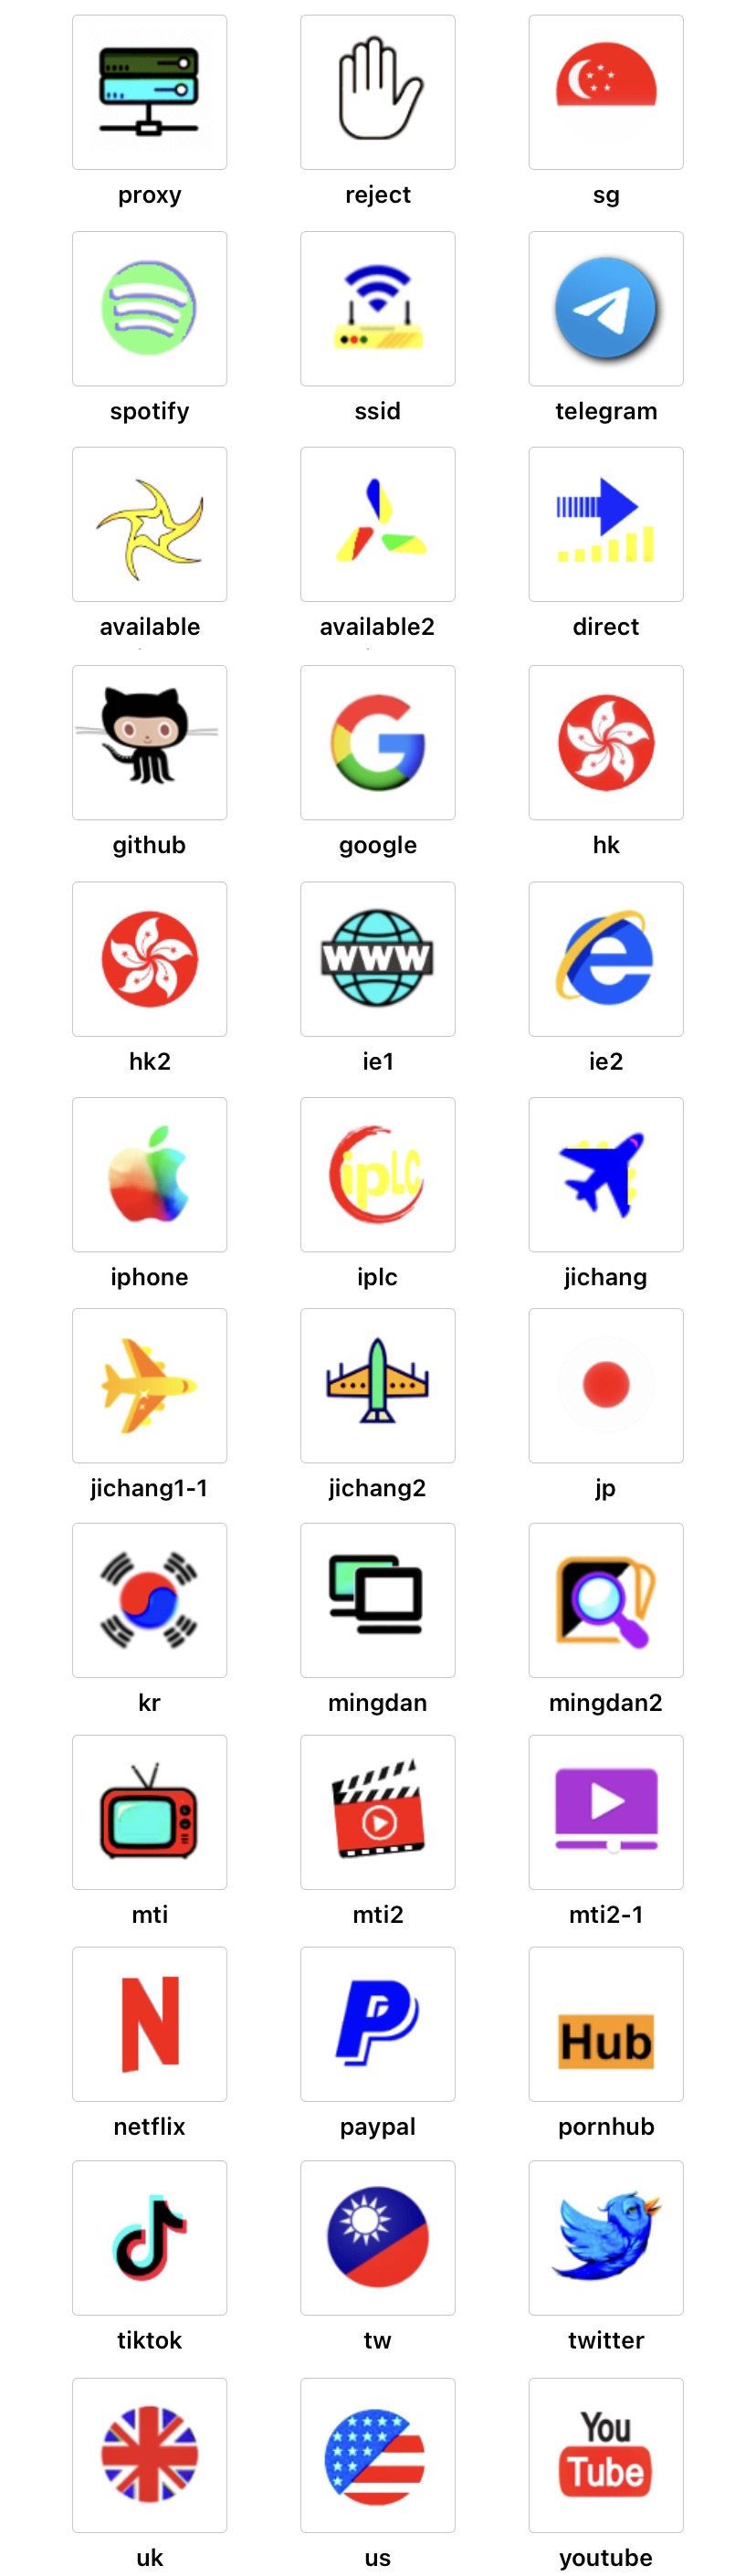 proxy reject sg
spotify ssid telegram
available available2 direct
github google hk
WWW
hk2 ie1 ie2
ipLC
iphone iplc jichang
jichang1-1 jichang2 jp
kr mingdan mingdan2
mti mti2 mti2-1
Hub
netflix paypal pornhub
tiktok tw twitter
You
Tube
uk us youtube